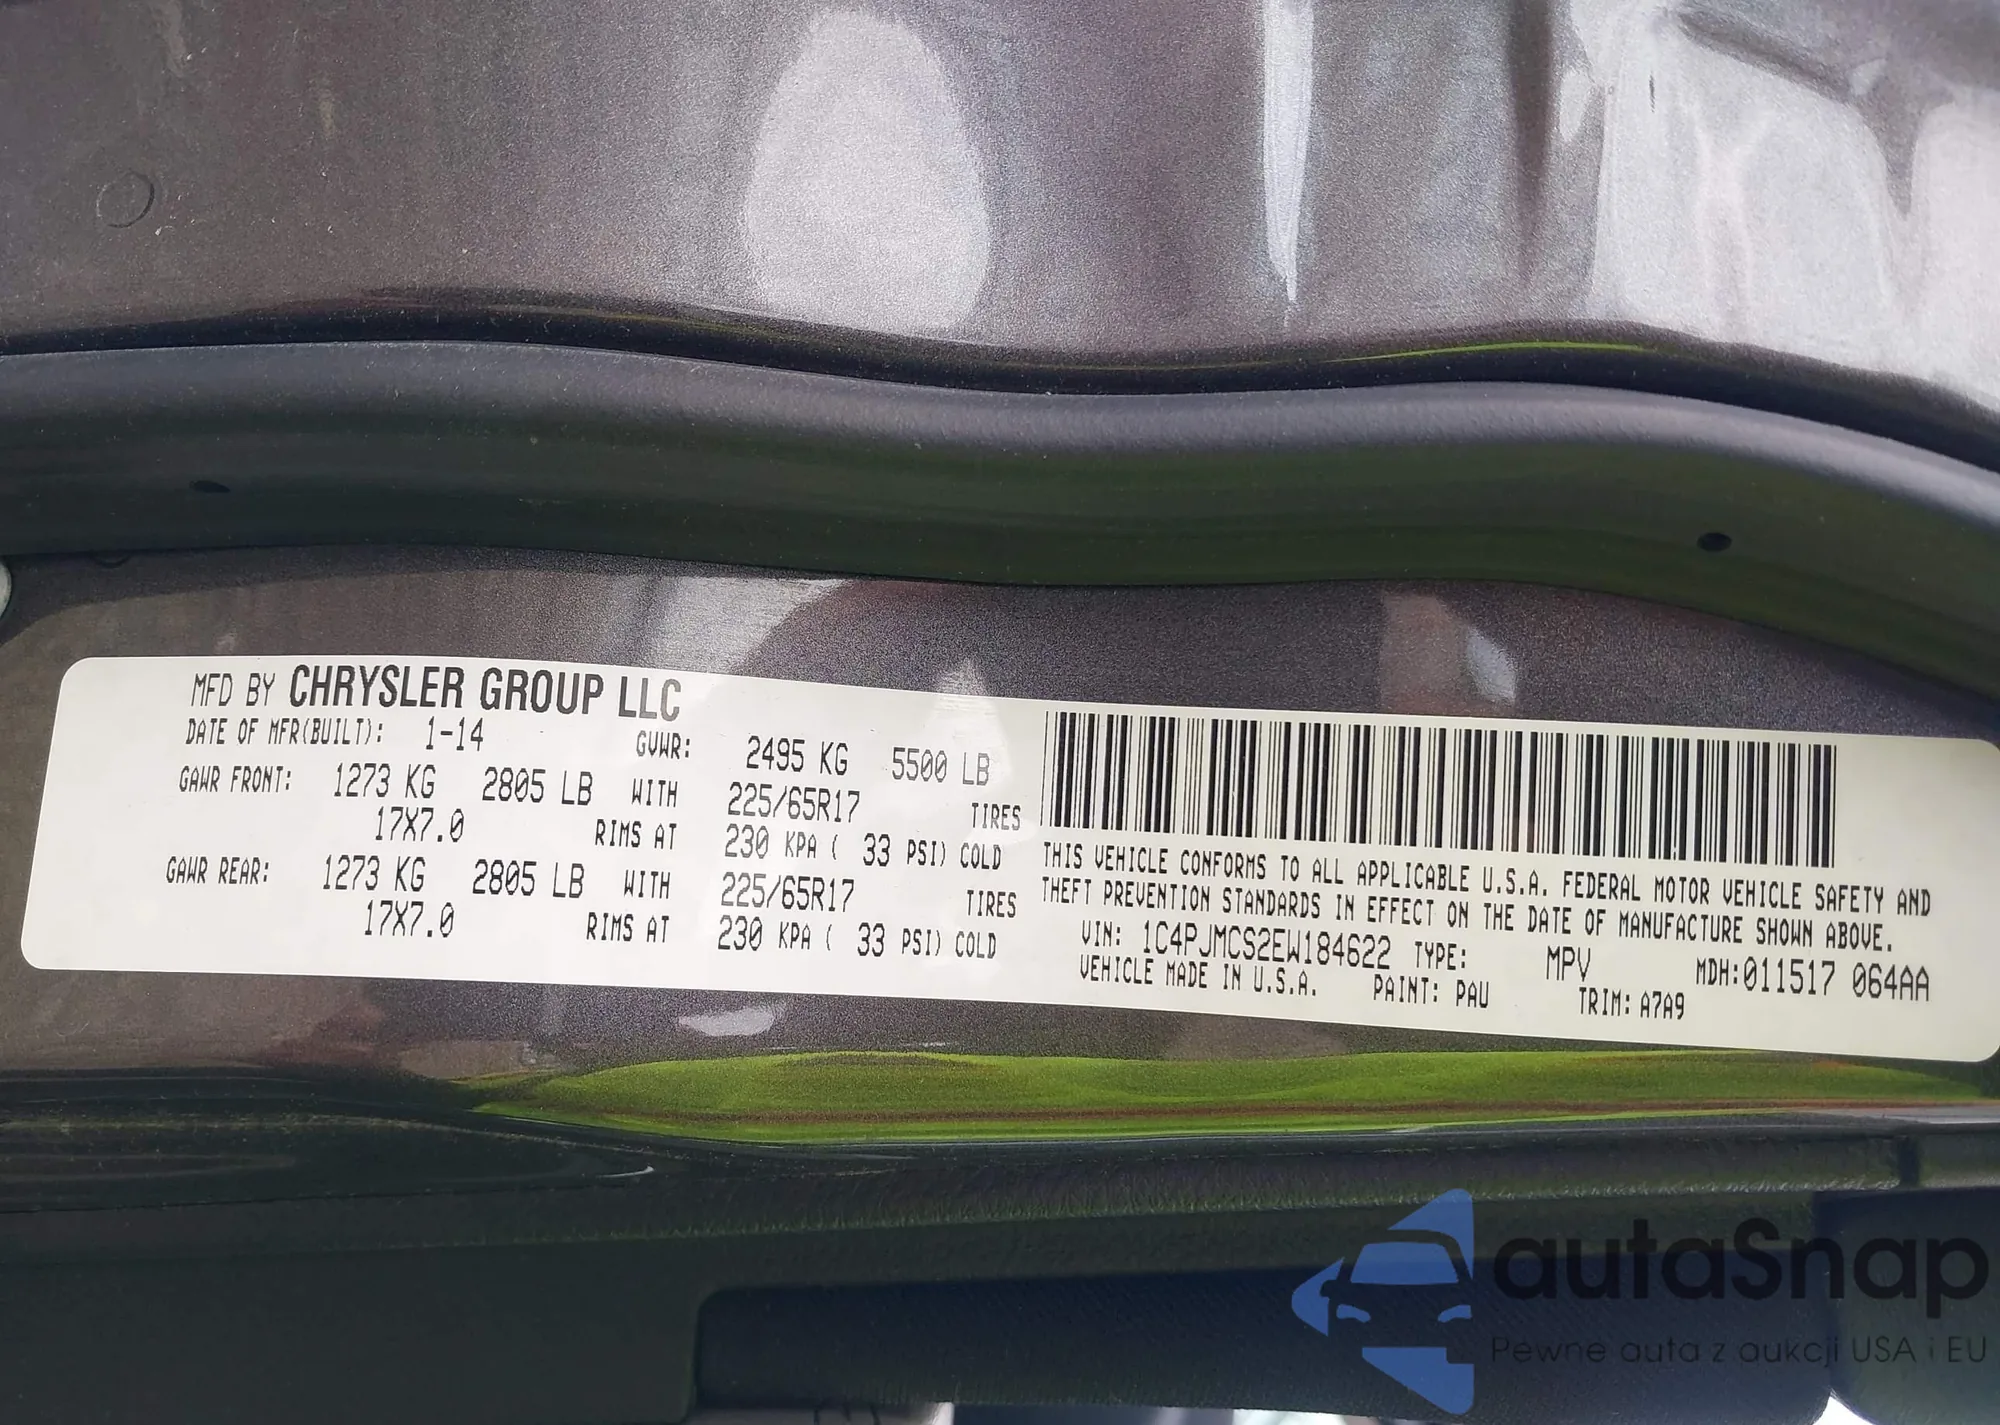 MFD BY CHRYSLER GROUP LLC
DATE OF MFR(BUILT): 1-14 GVWR: 2495 KG 5500 LB
GAWR FRONT: 1273 KG 2805 LB WITH 225/65R17 TIRES
17X7.0 RIMS AT 230 KPA ( 33 PSI) COLD
GAWR REAR: 1273 KG 2805 LB WITH 225/65R17 TIRES
17X7.0 RIMS AT 230 KPA ( 33 PSI) COLD
THIS VEHICLE CONFORMS TO ALL APPLICABLE U.S.A. FEDERAL MOTOR VEHICLE SAFETY AND
THEFT PREVENTION STANDARDS IN EFFECT ON THE DATE OF MANUFACTURE SHOWN ABOVE.
VIN: 1C4PJMCS2EW184622 TYPE: MPV MDH:011517 064AA
VEHICLE MADE IN U.S.A. PAINT: PAU TRIM: A7A9
autaSnap
Pewne auta z aukcji USA i EU